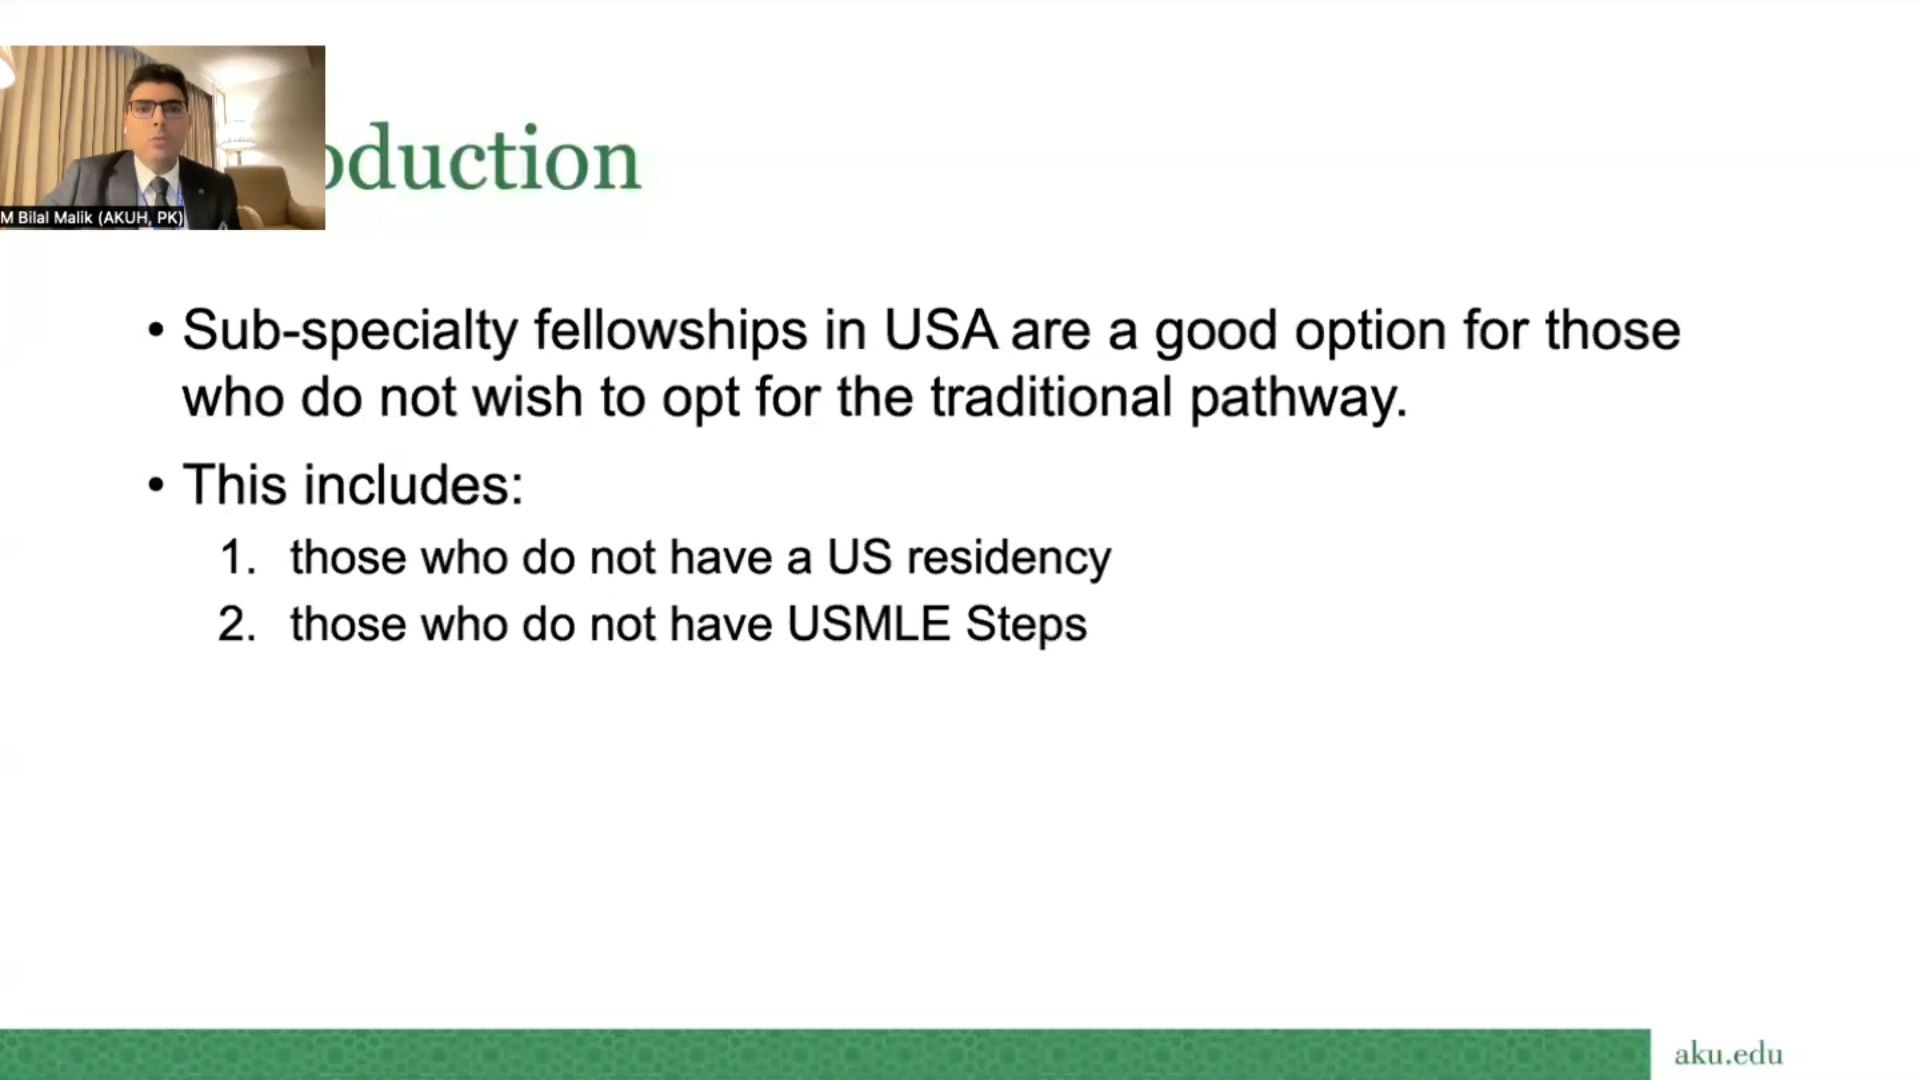 oduction
M Bilal Malik (AKUH, PK)
• Sub-specialty fellowships in USA are a good option for those
who do not wish to opt for the traditional pathway.
• This includes:
1. those who do not have a US residency
2. those who do not have USMLE Steps
aku.edu